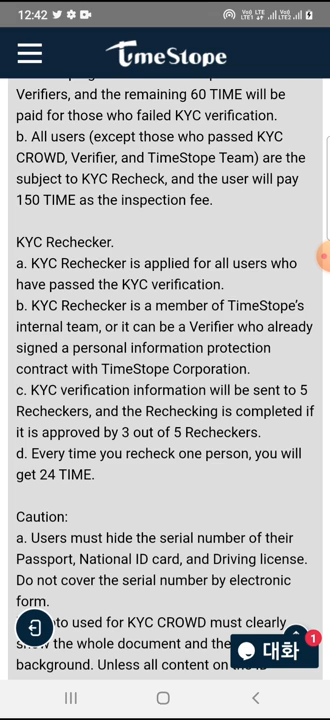 12:42
Vo)) LTE LTE1 Vo)) LTE2
TimeStope
Verifiers, and the remaining 60 TIME will be
paid for those who failed KYC verification.
b. All users (except those who passed KYC
CROWD, Verifier, and TimeStope Team) are the
subject to KYC Recheck, and the user will pay
150 TIME as the inspection fee.
KYC Rechecker.
a. KYC Rechecker is applied for all users who
have passed the KYC verification.
b. KYC Rechecker is a member of TimeStope's
internal team, or it can be a Verifier who already
signed a personal information protection
contract with TimeStope Corporation.
c. KYC verification information will be sent to 5
Recheckers, and the Rechecking is completed if
it is approved by 3 out of 5 Recheckers.
d. Every time you recheck one person, you will
get 24 TIME.
Caution:
a. Users must hide the serial number of their
Passport, National ID card, and Driving license.
Do not cover the serial number by electronic
form.
used for KYC CROWD must clearly
the whole document and the
background. Unless all content on
대화
1